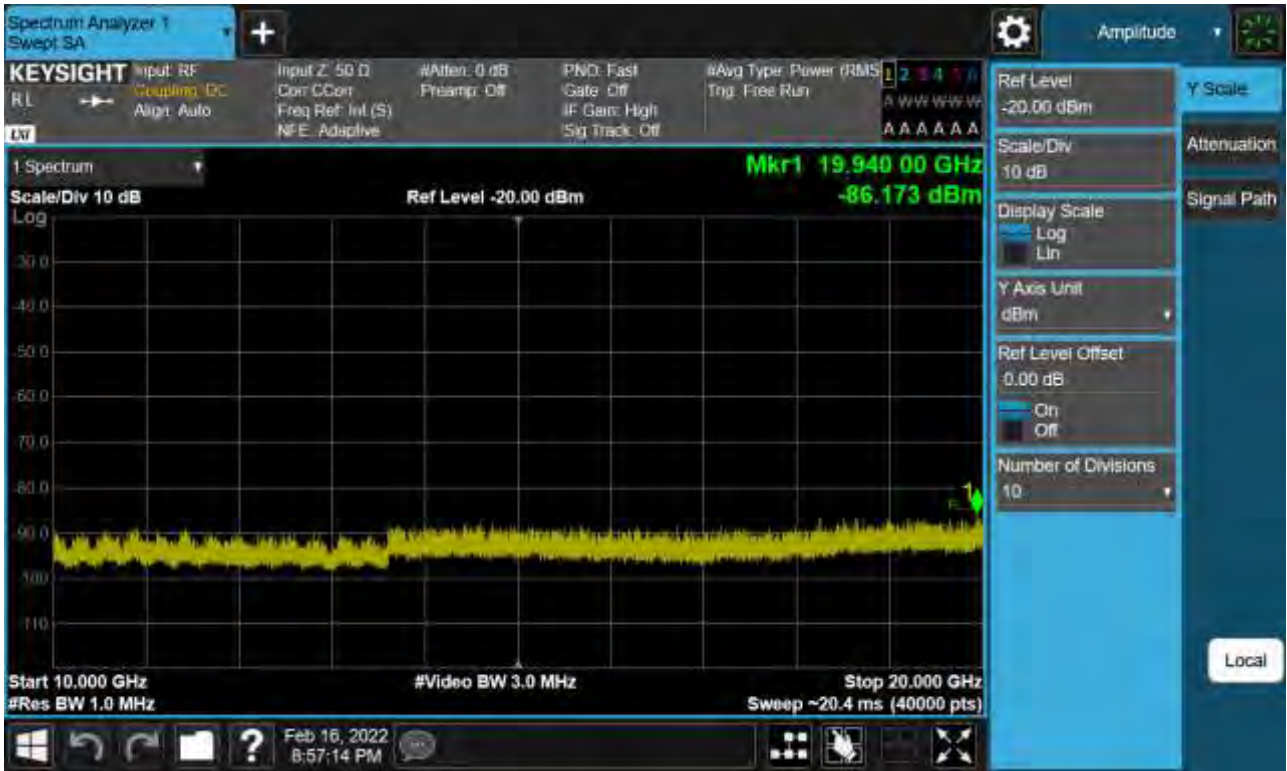 Spectrum Analyzer 1
Swept SA
+
Amplitude
KEYSIGHT
RL
LXI
Input: RF
Coupling: DC
Align: Auto
Input Z: 50 Ω
Corr CCorr
Freq Ref: Int (S)
NFE: Adaptive
#Atten: 0 dB
Preamp: Off
PNO: Fast
Gate: Off
IF Gain: High
Sig Track: Off
#Avg Type: Power (RMS
Trig: Free Run
1 2 3 4 5 6
A W W W W W
A A A A A A
1 Spectrum
Scale/Div 10 dB
Ref Level -20.00 dBm
Mkr1 19.940 00 GHz
-86.173 dBm
Log
-30.0
-40.0
-50.0
-60.0
-70.0
-80.0
-90.0
-100
-110
1
Start 10.000 GHz
#Video BW 3.0 MHz
Stop 20.000 GHz
#Res BW 1.0 MHz
Sweep ~20.4 ms (40000 pts)
Ref Level
-20.00 dBm
Scale/Div
10 dB
Display Scale
Log
Lin
Y Axis Unit
dBm
Ref Level Offset
0.00 dB
On
Off
Number of Divisions
10
Y Scale
Attenuation
Signal Path
Local
?
Feb 16, 2022
8:57:14 PM